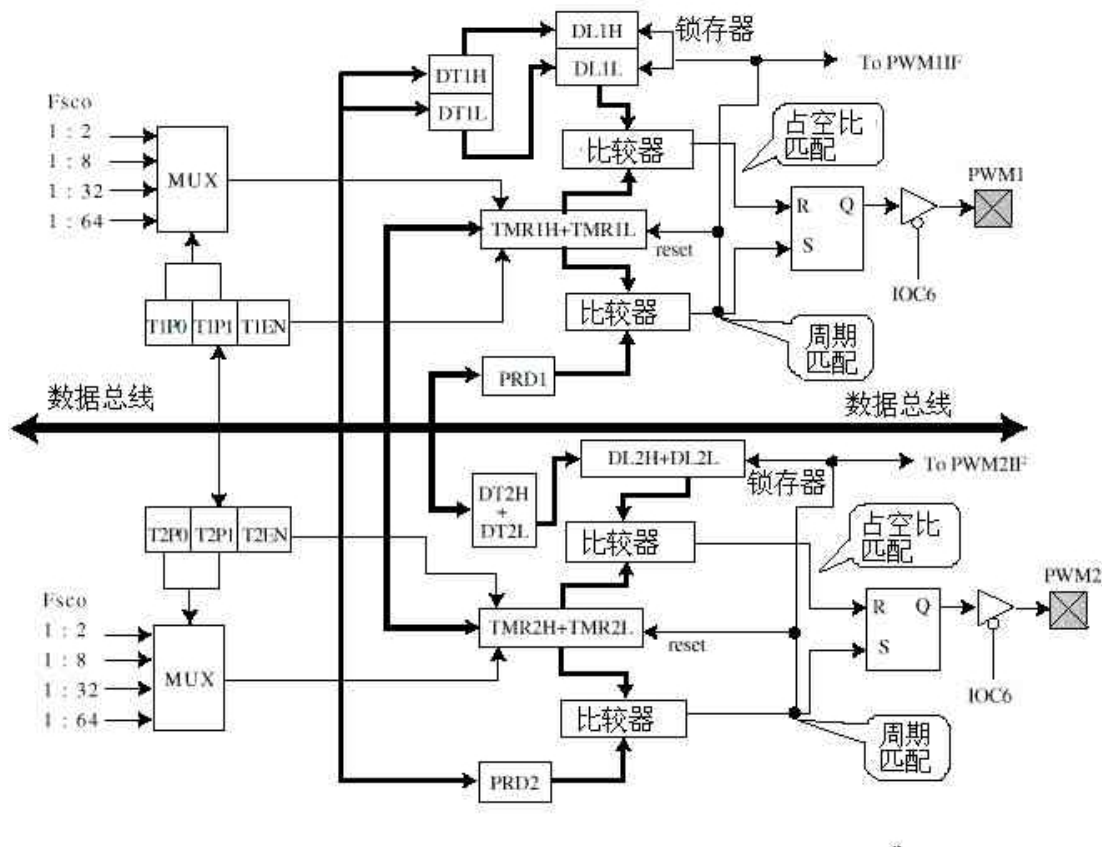 DL1H
锁存器
DT1H
DL1L
To PWM1IF
Fsco
DT1L
占空比
匹配
1 : 2
1 : 8
MUX
比较器
PWM1
1 : 32
1 : 64
R Q
TMR1H+TMR1L
S
reset
IOC6
T1P0 T1P1 T1EN
比较器
周期
匹配
PRD1
数据总线
数据总线
DL2H+DL2L
To PWM2IF
锁存器
DT2H
+
DT2L
T2P0 T2P1 T2EN
比较器
占空比
匹配
PWM2
Fsco
R Q
1 : 2
TMR2H+TMR2L
S
reset
1 : 8
MUX
1 : 32
IOC6
1 : 64
比较器
周期
匹配
PRD2